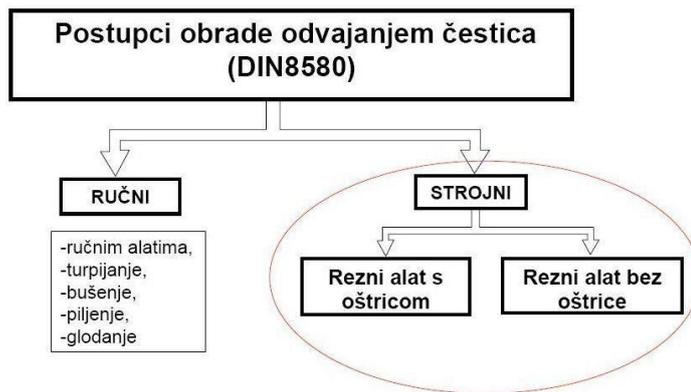 Postupci obrade odvajanjem čestica
(DIN8580)
RUČNI
-ručnim alatima,
-turpijanje,
-bušenje,
-piljenje,
-glodanje
STROJNI
Rezni alat s
oštricom
Rezni alat bez
oštrice